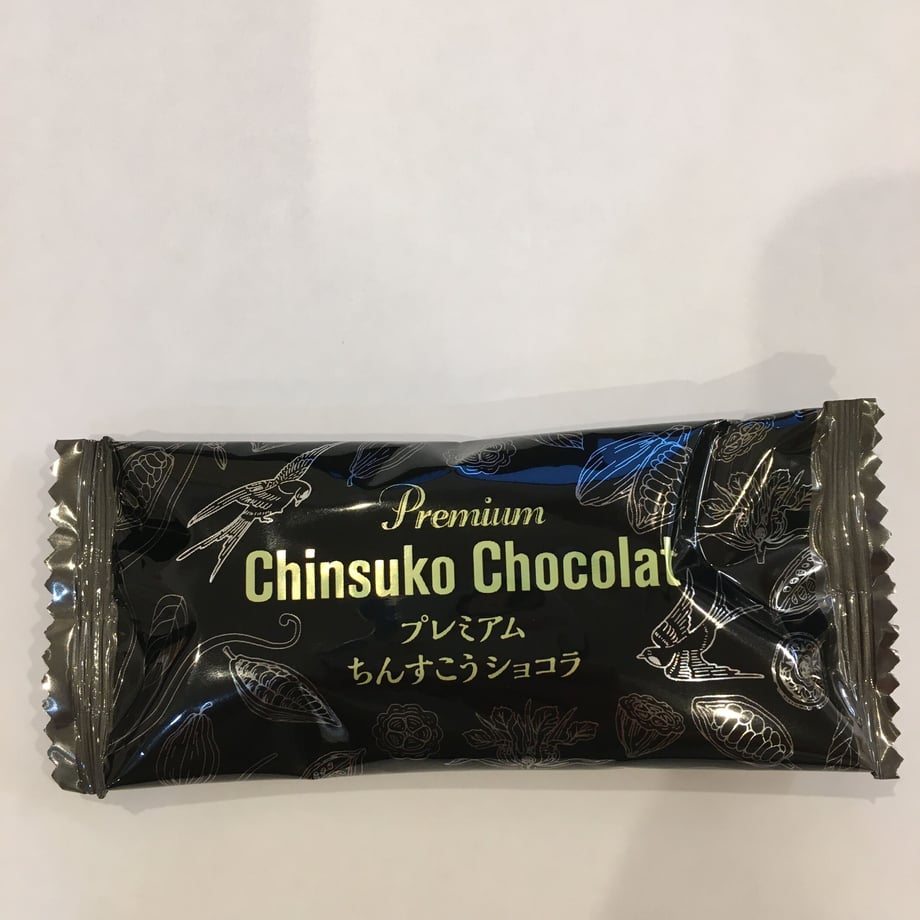 Premium
Chinsuko Chocolat
プレミアム
ちんすこうショコラ